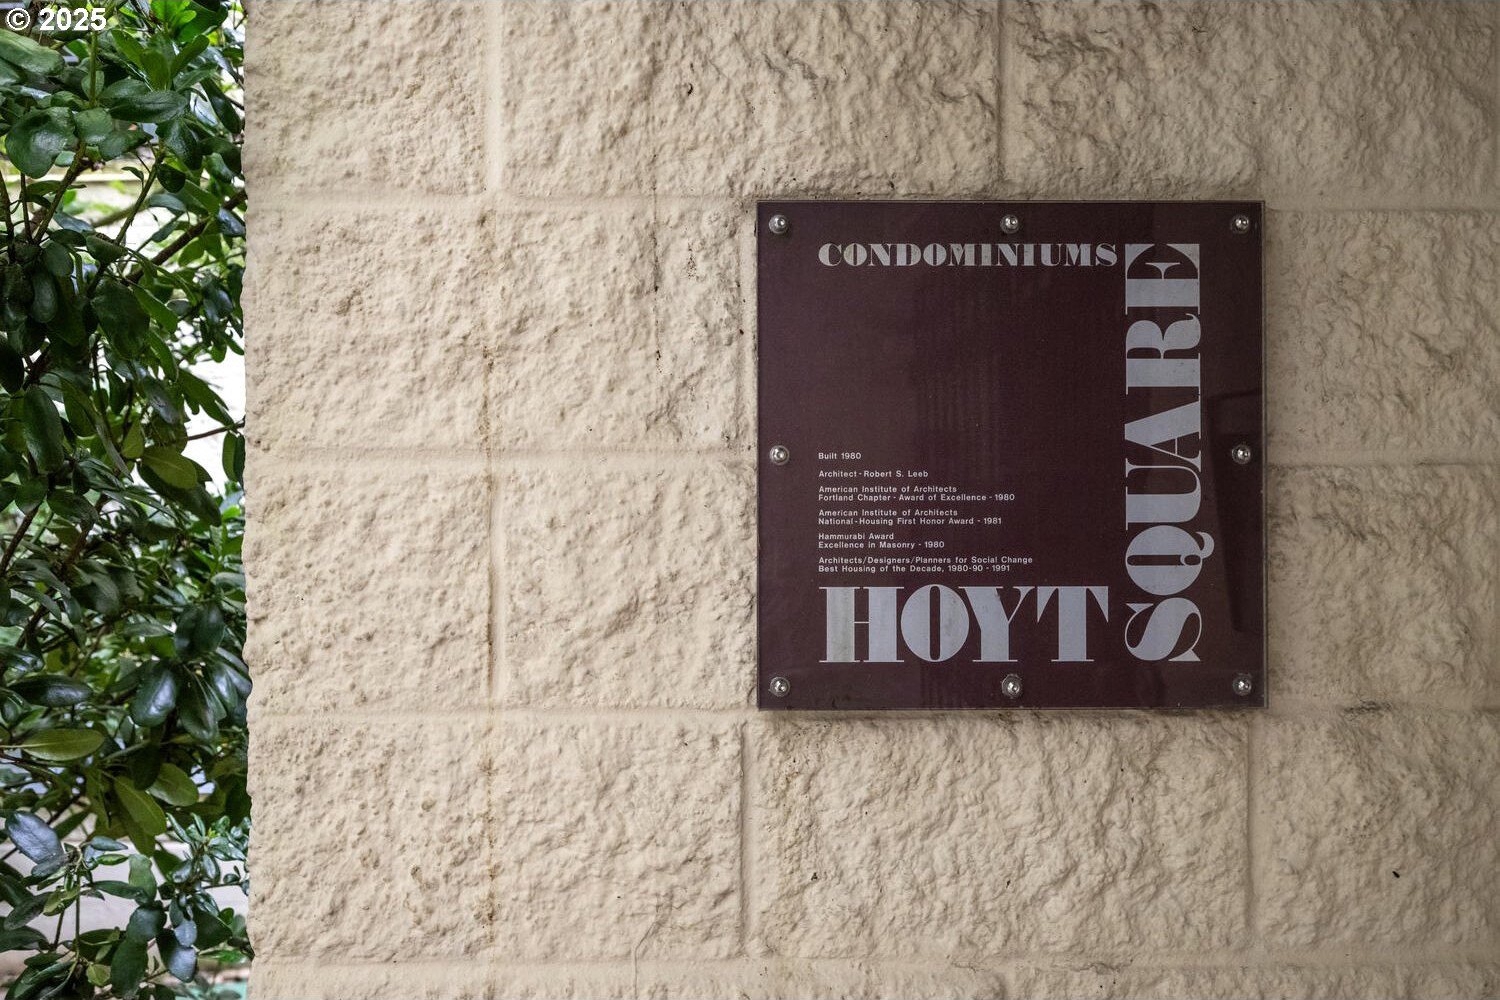 © 2025
CONDOMINIUMS
Built 1980
Architect - Robert S. Leeb
American Institute of Architects
Fortland Chapter - Award of Excellence - 1980
American Institute of Architects
National - Housing First Honor Award - 1981
Hammurabi Award
Excellence in Masonry - 1980
Architects/Designers/Planners for Social Change
Best Housing of the Decade, 1980-90 - 1991
HOYT
SQUARE